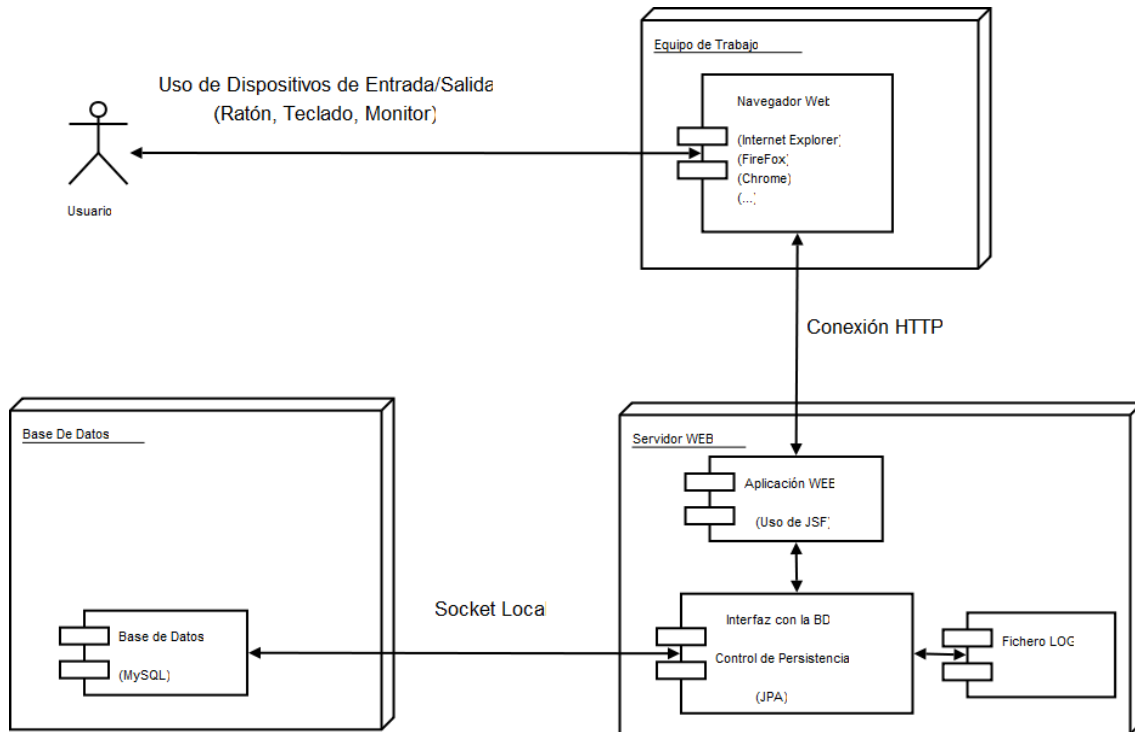 Equipo de Trabajo
Uso de Dispositivos de Entrada/Salida
(Ratón, Teclado, Monitor)
Navegador Web
(Internet Explorer)
(FireFox)
(Chrome)
(...)
Usuario
Conexión HTTP
Base De Datos
Servidor WEB
Aplicación WEB
(Uso de JSF)
Socket Local
Base de Datos
(MySQL)
Interfaz con la BD
Control de Persistencia
(JPA)
Fichero LOG